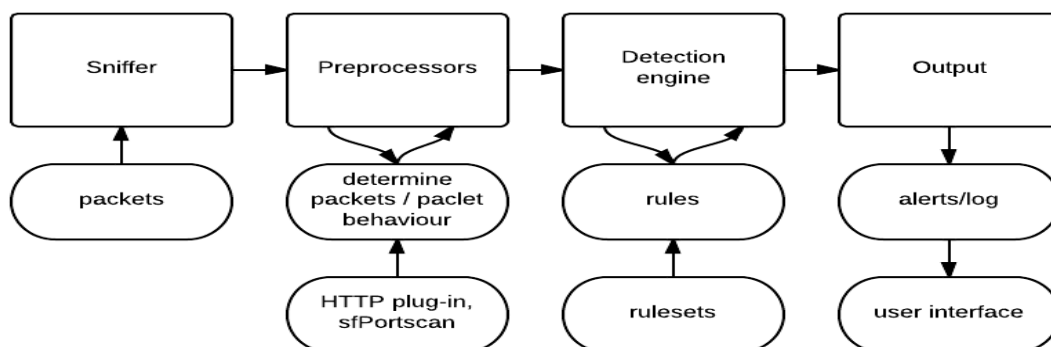 Sniffer
Preprocessors
Detection
engine
Output
packets
determine
packets / paclet
behaviour
rules
alerts/log
HTTP plug-in,
sfPortscan
rulesets
user interface